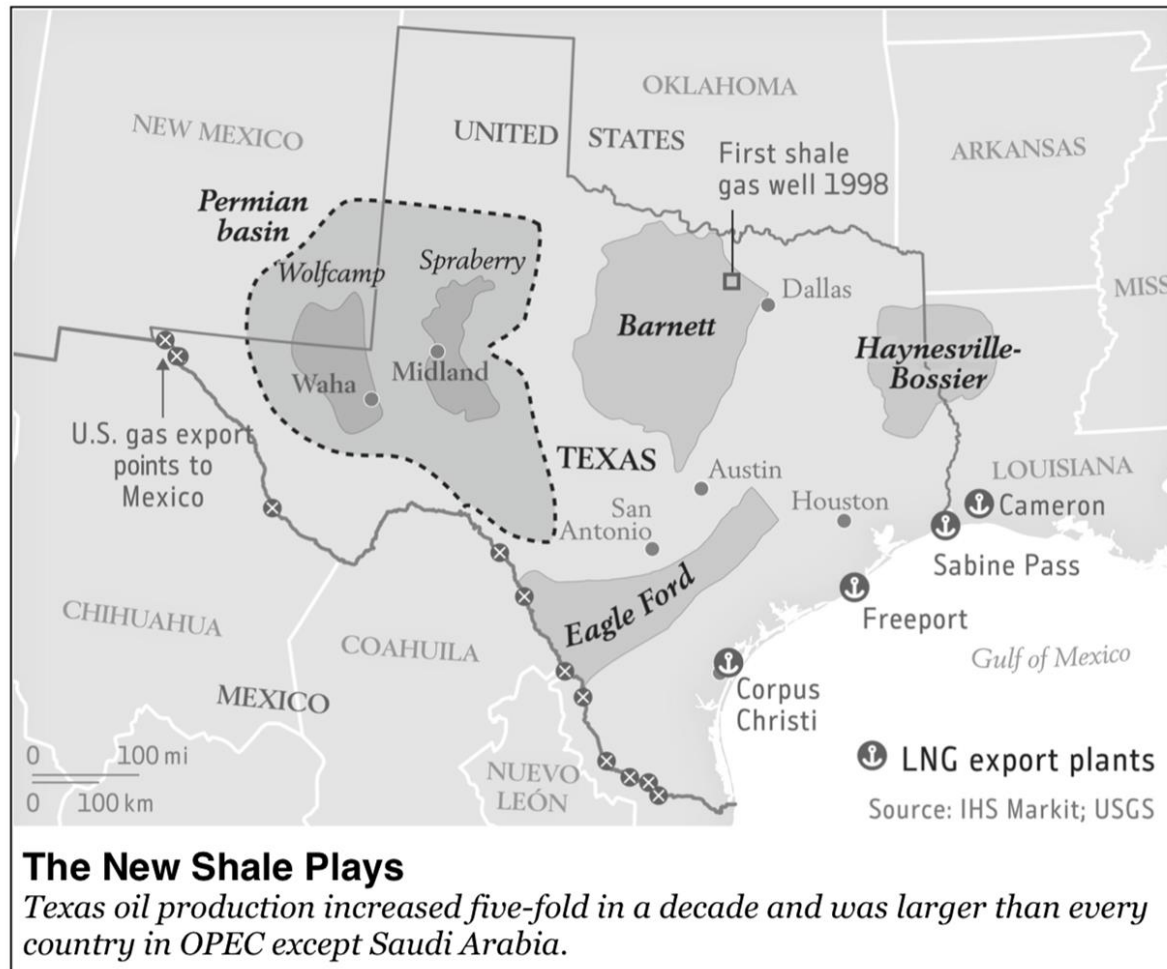 OKLAHOMA
NEW MEXICO
UNITED STATES
ARKANSAS
First shale
gas well 1998
Permian
basin
Wolfcamp
Spraberry
MISS
Dallas
Barnett
Haynesville-
Bossier
Waha
Midland
U.S. gas export
points to
Mexico
TEXAS
Austin
LOUISIANA
San
Antonio
Houston
Cameron
Sabine Pass
Eagle Ford
Freeport
CHIHUAHUA
COAHUILA
Gulf of Mexico
MEXICO
Corpus
Christi
0 100 mi
0 100 km
NUEVO
LEÓN
LNG export plants
Source: IHS Markit; USGS
The New Shale Plays
Texas oil production increased five-fold in a decade and was larger than every
country in OPEC except Saudi Arabia.